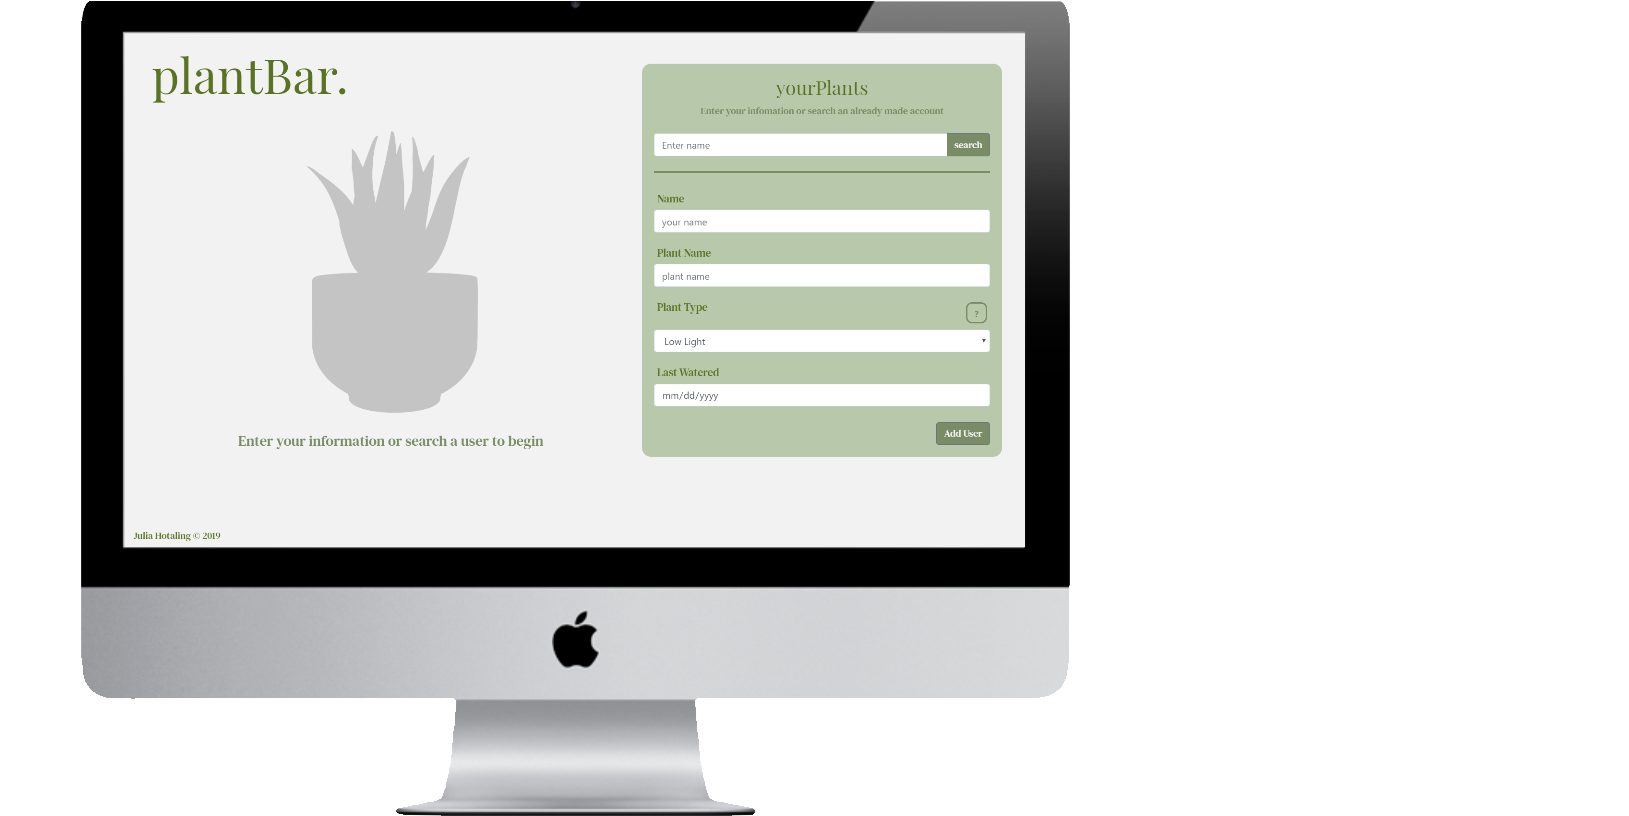 plantBar.
Enter your information or search a user to begin
Julia Hotaling © 2019
yourPlants
Enter your infomation or search an already made account
Enter name
search
Name
your name
Plant Name
plant name
Plant Type
?
Low Light
Last Watered
mm/dd/yyyy
Add User